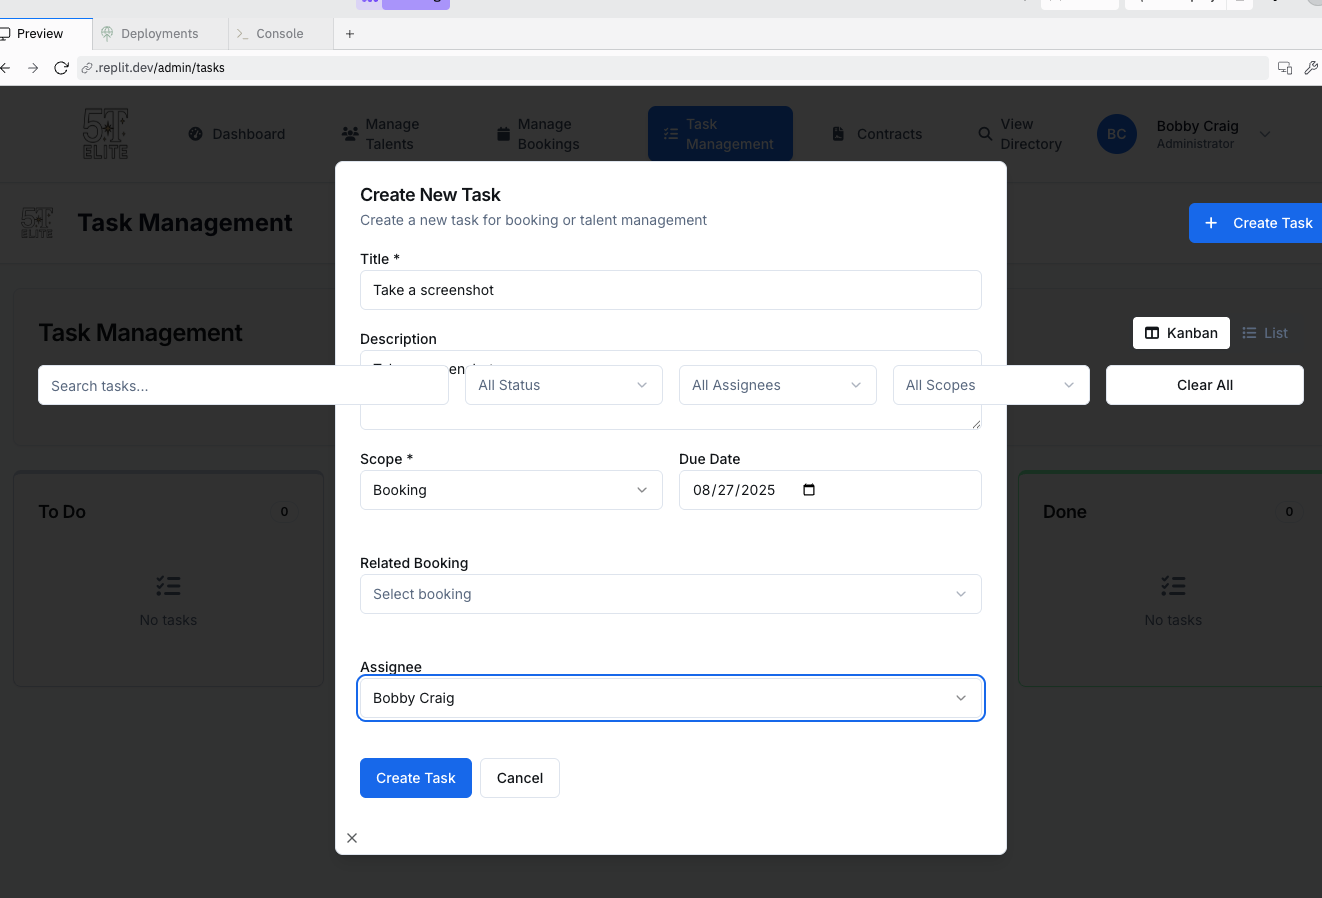 Preview
Deployments
Console
.replit.dev/admin/tasks
5T ELITE
Dashboard
Manage Talents
Manage Bookings
Task Management
Contracts
View Directory
BC
Bobby Craig
Administrator
5T ELITE
Task Management
Create Task
Create New Task
Create a new task for booking or talent management
Title *
Take a screenshot
Task Management
Kanban
List
Description
Search tasks...
All Status
All Assignees
All Scopes
Clear All
Scope *
Due Date
Booking
08/27/2025
To Do
0
Done
0
Related Booking
Select booking
No tasks
No tasks
Assignee
Bobby Craig
Create Task
Cancel